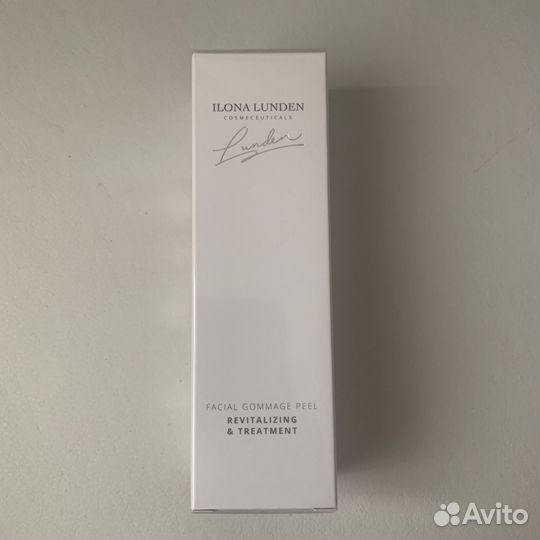 ILONA LUNDEN
COSMECEUTICALS
Lunden
FACIAL GOMMAGE PEEL
REVITALIZING
& TREATMENT
Avito